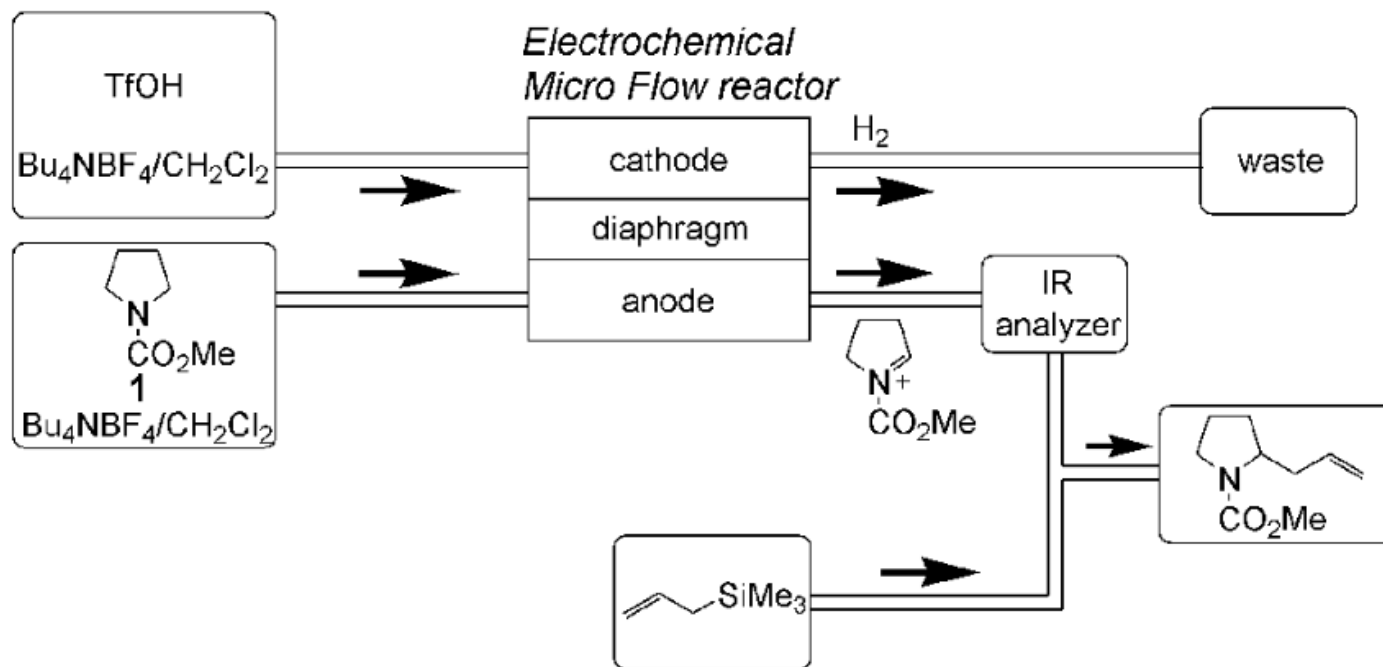 Electrochemical
Micro Flow reactor
TfOH
Bu₄NBF₄/CH₂Cl₂
cathode
H₂
waste
diaphragm
N
CO₂Me
1
Bu₄NBF₄/CH₂Cl₂
anode
IR
analyzer
N+
CO₂Me
N
CO₂Me
SiMe₃